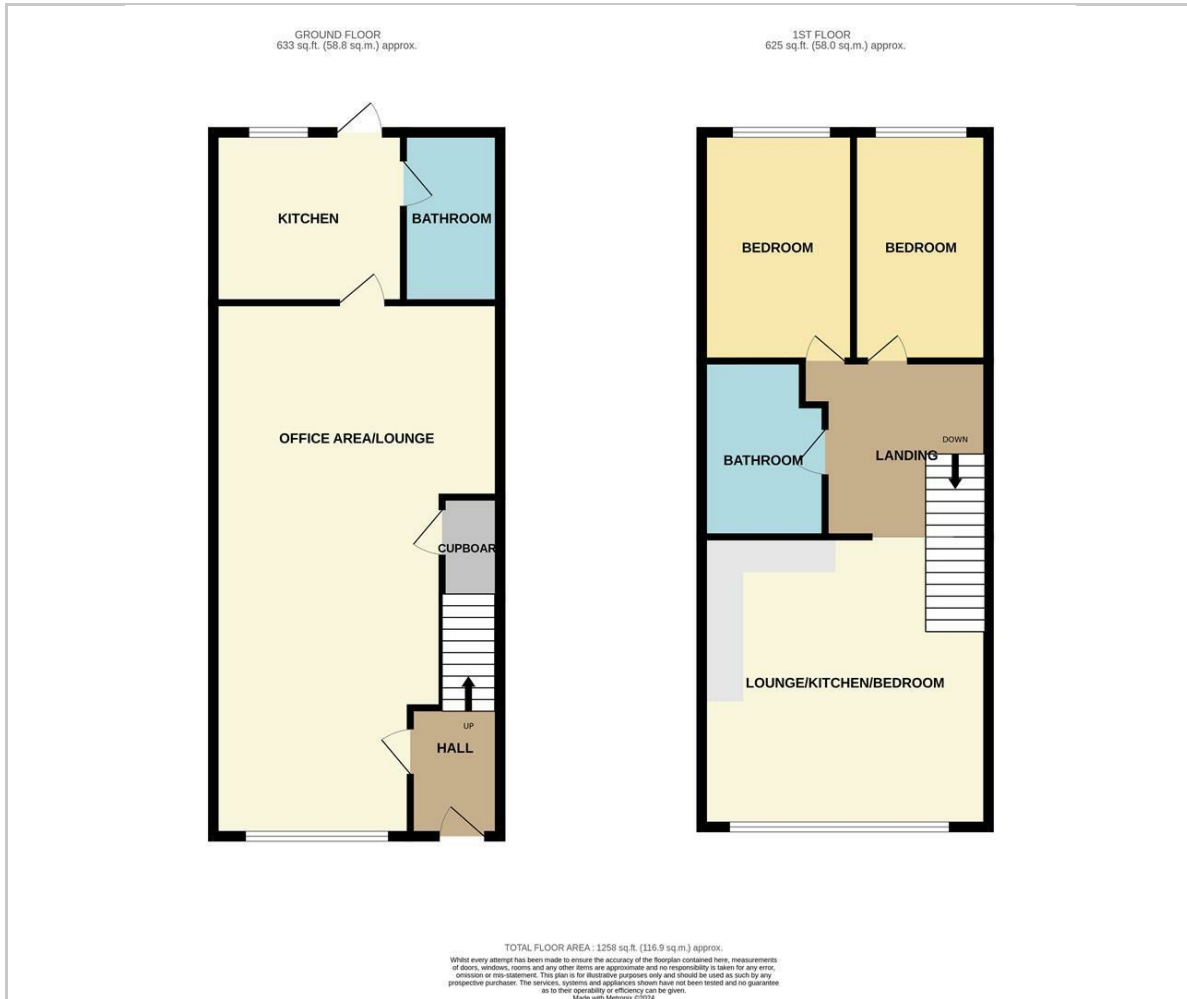 GROUND FLOOR
633 sq.ft. (58.8 sq.m.) approx.
1ST FLOOR
625 sq.ft. (58.0 sq.m.) approx.
KITCHEN
BATHROOM
OFFICE AREA/LOUNGE
CUPBOAR
UP
HALL
BEDROOM
BEDROOM
BATHROOM
LANDING
DOWN
LOUNGE/KITCHEN/BEDROOM
TOTAL FLOOR AREA : 1258 sq.ft. (116.9 sq.m.) approx.
Whilst every attempt has been made to ensure the accuracy of the floorplan contained here, measurements
of doors, windows, rooms and any other items are approximate and no responsibility is taken for any error,
omission or mis-statement. This plan is for illustrative purposes only and should be used as such by any
prospective purchaser. The services, systems and appliances shown have not been tested and no guarantee
as to their operability or efficiency can be given.
Made with Metropix ©2024